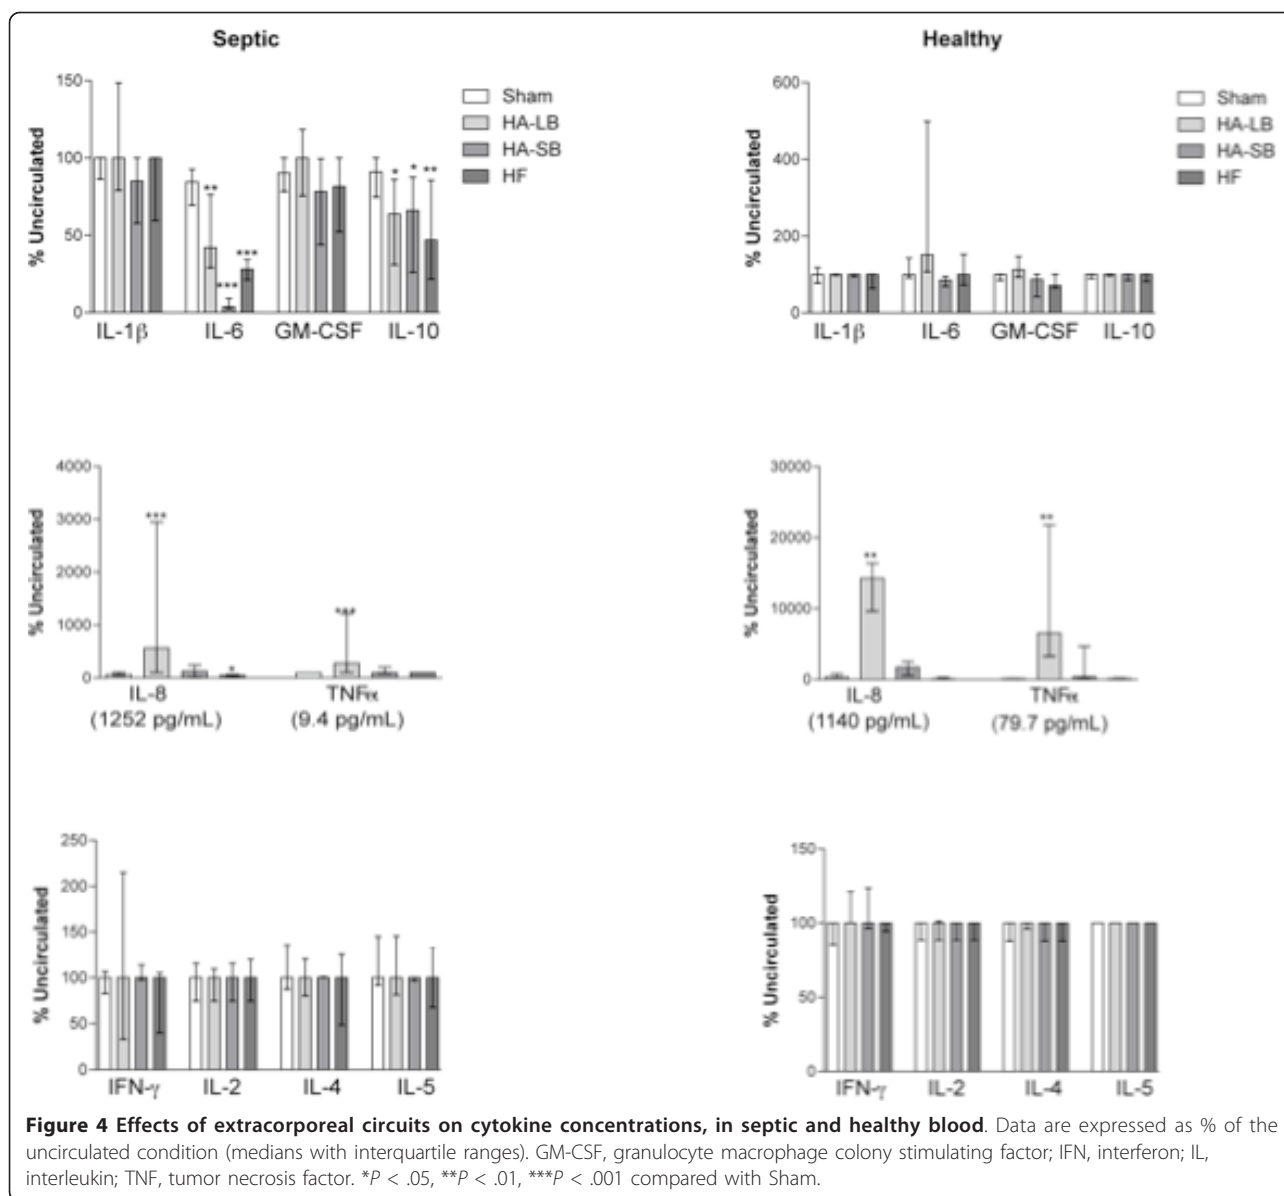 Septic
Healthy
150
100
50
0
% Uncirculated
Sham
HA-LB
HA-SB
HF
** *** *** * * **
IL-1β IL-6 GM-CSF IL-10
600
400
200
0
% Uncirculated
Sham
HA-LB
HA-SB
HF
IL-1β IL-6 GM-CSF IL-10
4000
3000
2000
1000
0
% Uncirculated
*** * ***
IL-8 TNFα
(1252 pg/mL) (9.4 pg/mL)
30000
20000
10000
0
% Uncirculated
** **
IL-8 TNFα
(1140 pg/mL) (79.7 pg/mL)
250
200
150
100
50
0
% Uncirculated
IFN-γ IL-2 IL-4 IL-5
150
100
50
0
% Uncirculated
IFN-γ IL-2 IL-4 IL-5
Figure 4 Effects of extracorporeal circuits on cytokine concentrations, in septic and healthy blood. Data are expressed as % of the
uncirculated condition (medians with interquartile ranges). GM-CSF, granulocyte macrophage colony stimulating factor; IFN, interferon; IL,
interleukin; TNF, tumor necrosis factor. *P < .05, **P < .01, ***P < .001 compared with Sham.